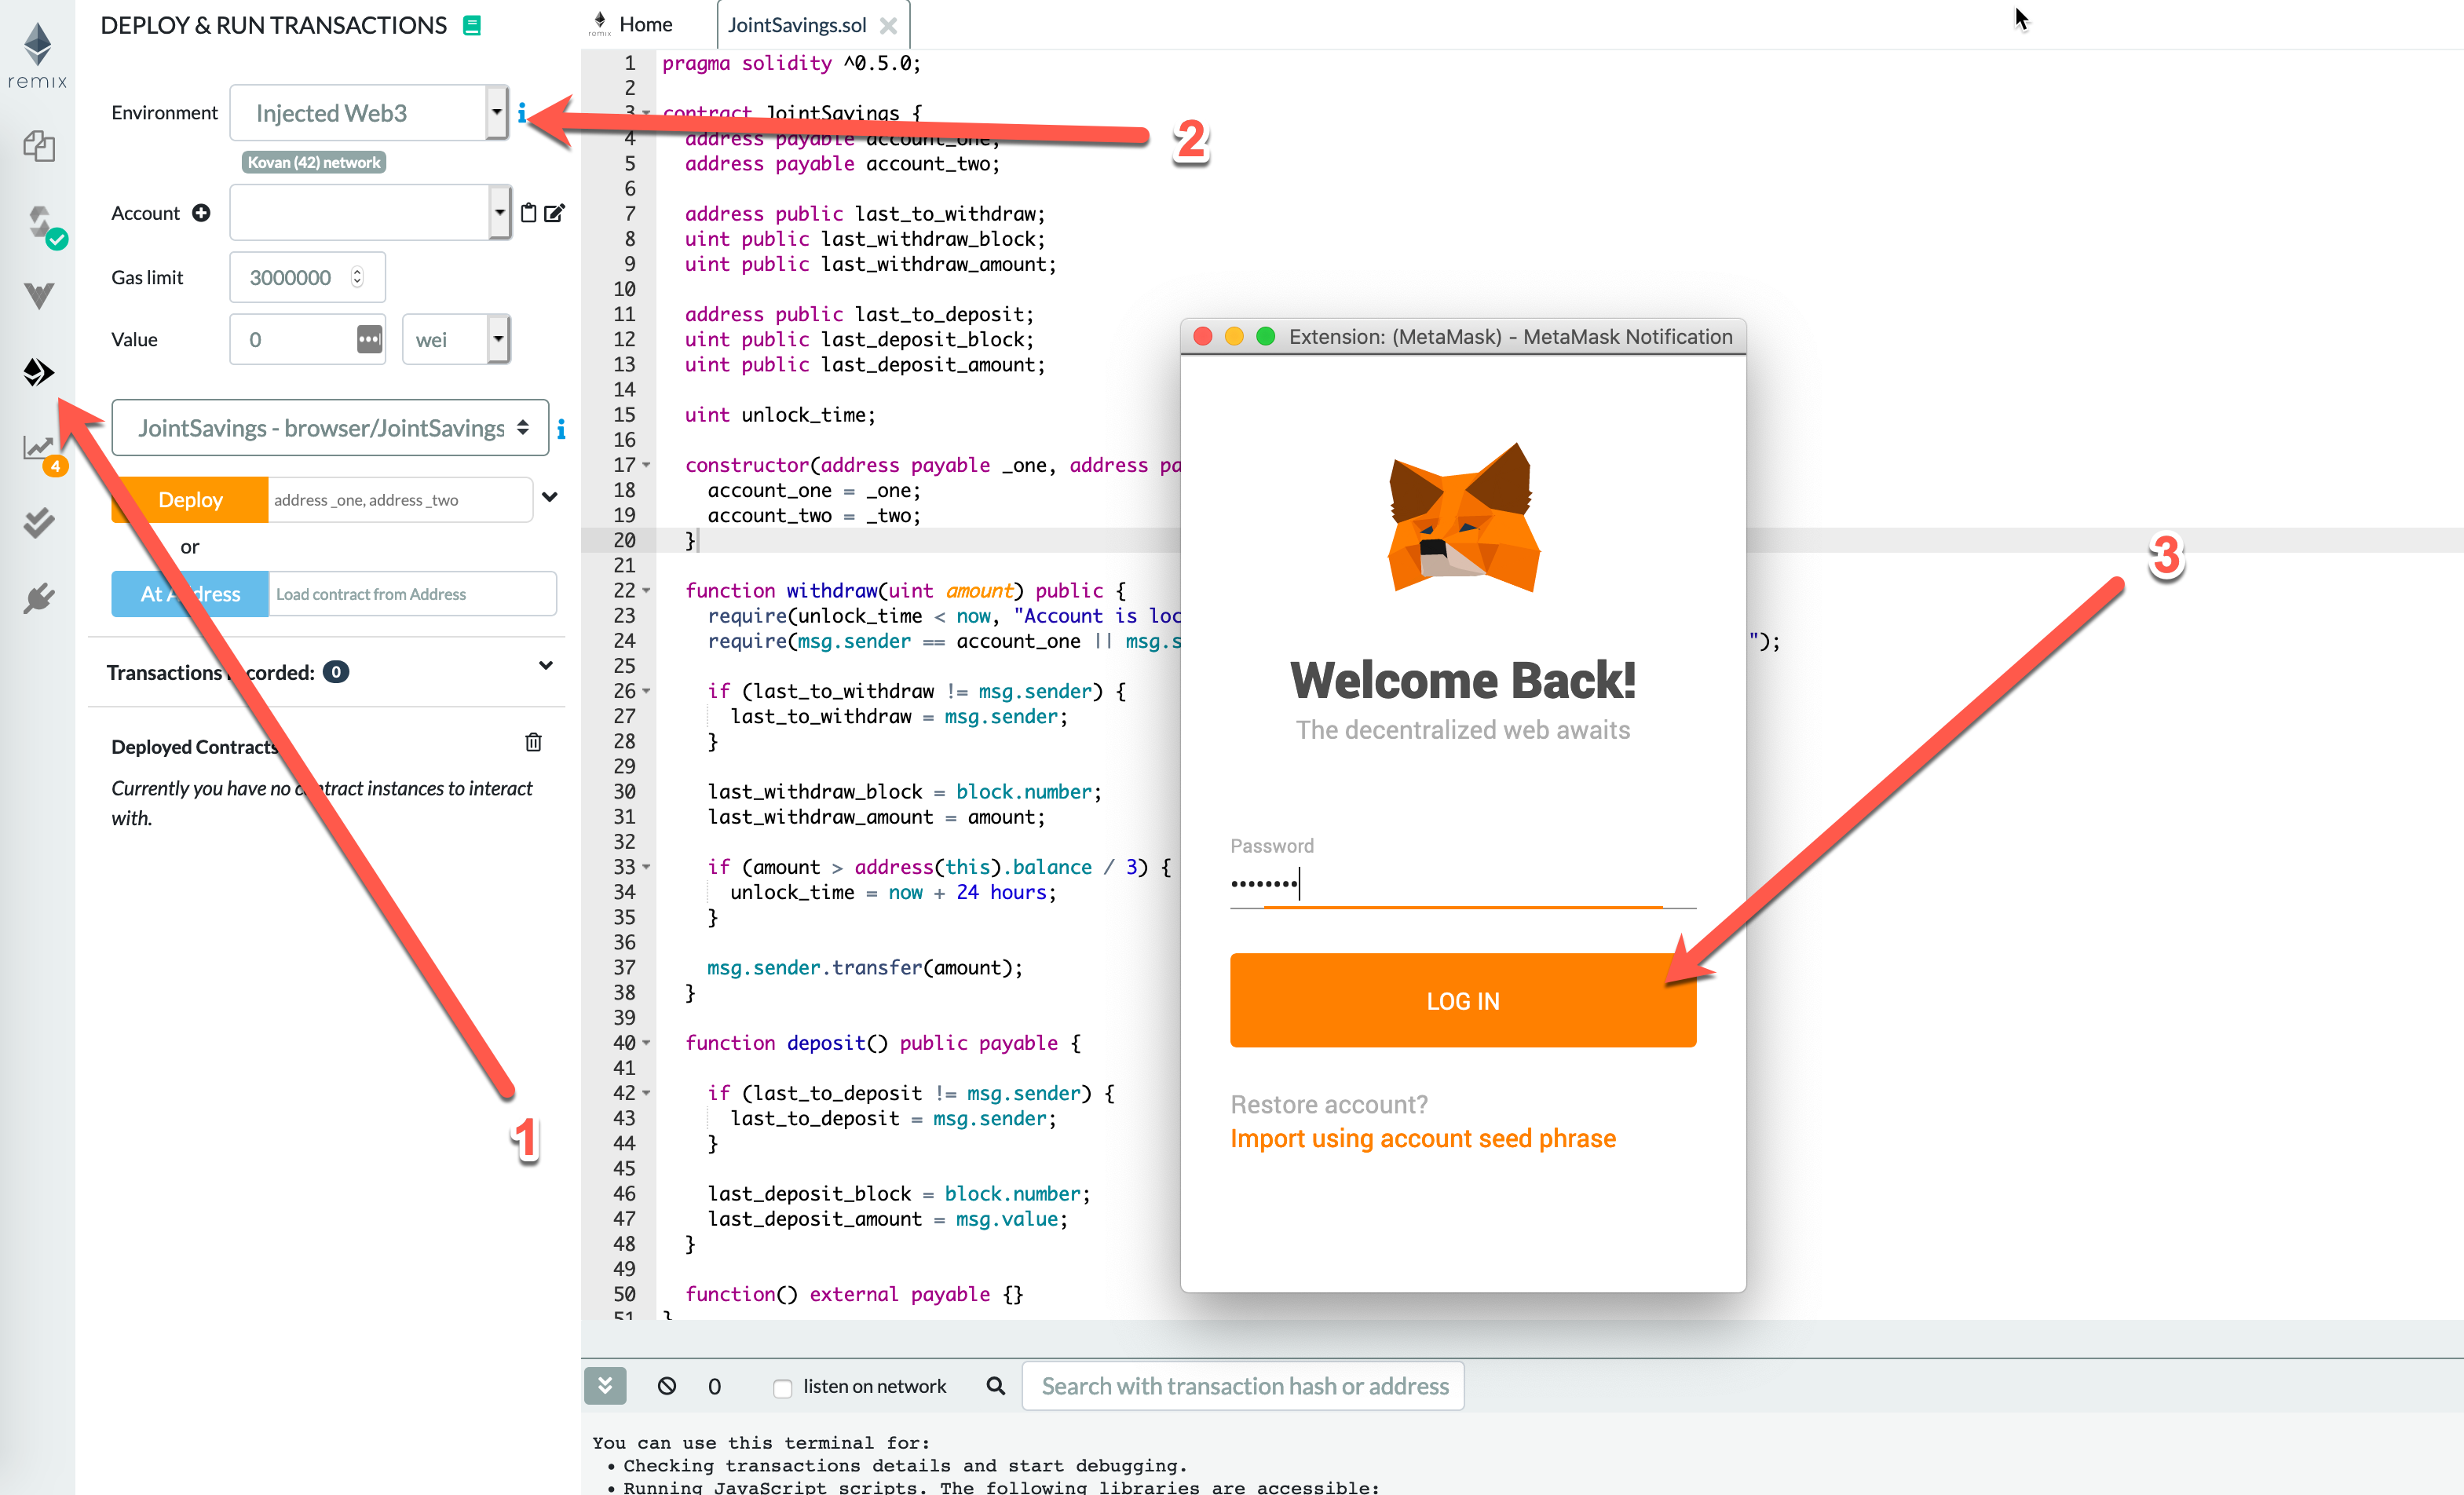 remix
DEPLOY & RUN TRANSACTIONS
Environment
Injected Web3
Kovan (42) network
Account
Gas limit
3000000
Value
0
wei
JointSavings - browser/JointSavings
Deploy
address_one, address_two
or
At Address
Load contract from Address
Transactions recorded: 0
Deployed Contracts
Currently you have no contract instances to interact
with.
4
1
2
3
remix
Home
JointSavings.sol
1 pragma solidity ^0.5.0;
2
3 contract JointSavings {
4 address payable account_one;
5 address payable account_two;
6
7 address public last_to_withdraw;
8 uint public last_withdraw_block;
9 uint public last_withdraw_amount;
10
11 address public last_to_deposit;
12 uint public last_deposit_block;
13 uint public last_deposit_amount;
14
15 uint unlock_time;
16
17 constructor(address payable _one, address pa
18 account_one = _one;
19 account_two = _two;
20 }
21
22 function withdraw(uint amount) public {
23 require(unlock_time < now, "Account is loc
24 require(msg.sender == account_one || msg.s ");
25
26 if (last_to_withdraw != msg.sender) {
27 last_to_withdraw = msg.sender;
28 }
29
30 last_withdraw_block = block.number;
31 last_withdraw_amount = amount;
32
33 if (amount > address(this).balance / 3) {
34 unlock_time = now + 24 hours;
35 }
36
37 msg.sender.transfer(amount);
38 }
39
40 function deposit() public payable {
41
42 if (last_to_deposit != msg.sender) {
43 last_to_deposit = msg.sender;
44 }
45
46 last_deposit_block = block.number;
47 last_deposit_amount = msg.value;
48 }
49
50 function() external payable {}
51 }
Extension: (MetaMask) - MetaMask Notification
Welcome Back!
The decentralized web awaits
Password
••••••••
LOG IN
Restore account?
Import using account seed phrase
0
listen on network
Search with transaction hash or address
You can use this terminal for:
• Checking transactions details and start debugging.
• Running JavaScript scripts. The following libraries are accessible: